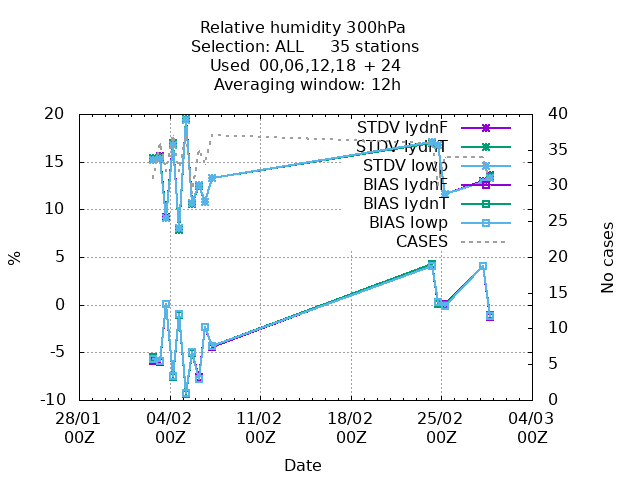 Relative humidity 300hPa
Selection: ALL 35 stations
Used 00,06,12,18 + 24
Averaging window: 12h
20
15
10
5
0
-5
-10
%
40
35
30
25
20
15
10
5
0
No cases
STDV lydnF
STDV lydnT
STDV lowp
BIAS lydnF
BIAS lydnT
BIAS lowp
CASES
28/01 04/02 11/02 18/02 25/02 04/03
00Z 00Z 00Z 00Z 00Z 00Z
Date